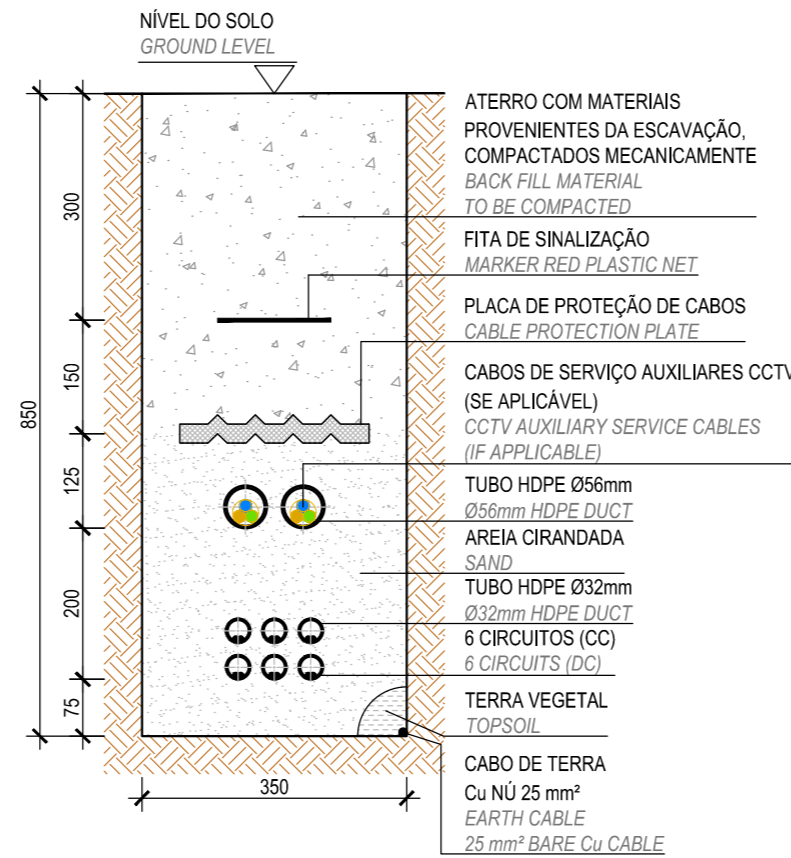 NÍVEL DO SOLO
GROUND LEVEL
ATERRO COM MATERIAIS
PROVENIENTES DA ESCAVAÇÃO,
COMPACTADOS MECANICAMENTE
BACK FILL MATERIAL
TO BE COMPACTED
FITA DE SINALIZAÇÃO
MARKER RED PLASTIC NET
PLACA DE PROTEÇÃO DE CABOS
CABLE PROTECTION PLATE
CABOS DE SERVIÇO AUXILIARES CCTV
(SE APLICÁVEL)
CCTV AUXILIARY SERVICE CABLES
(IF APPLICABLE)
TUBO HDPE Ø56mm
Ø56mm HDPE DUCT
AREIA CIRANDADA
SAND
TUBO HDPE Ø32mm
Ø32mm HDPE DUCT
6 CIRCUITOS (CC)
6 CIRCUITS (DC)
TERRA VEGETAL
TOPSOIL
CABO DE TERRA
Cu NÚ 25 mm²
EARTH CABLE
25 mm² BARE Cu CABLE
850
300
150
125
200
75
350